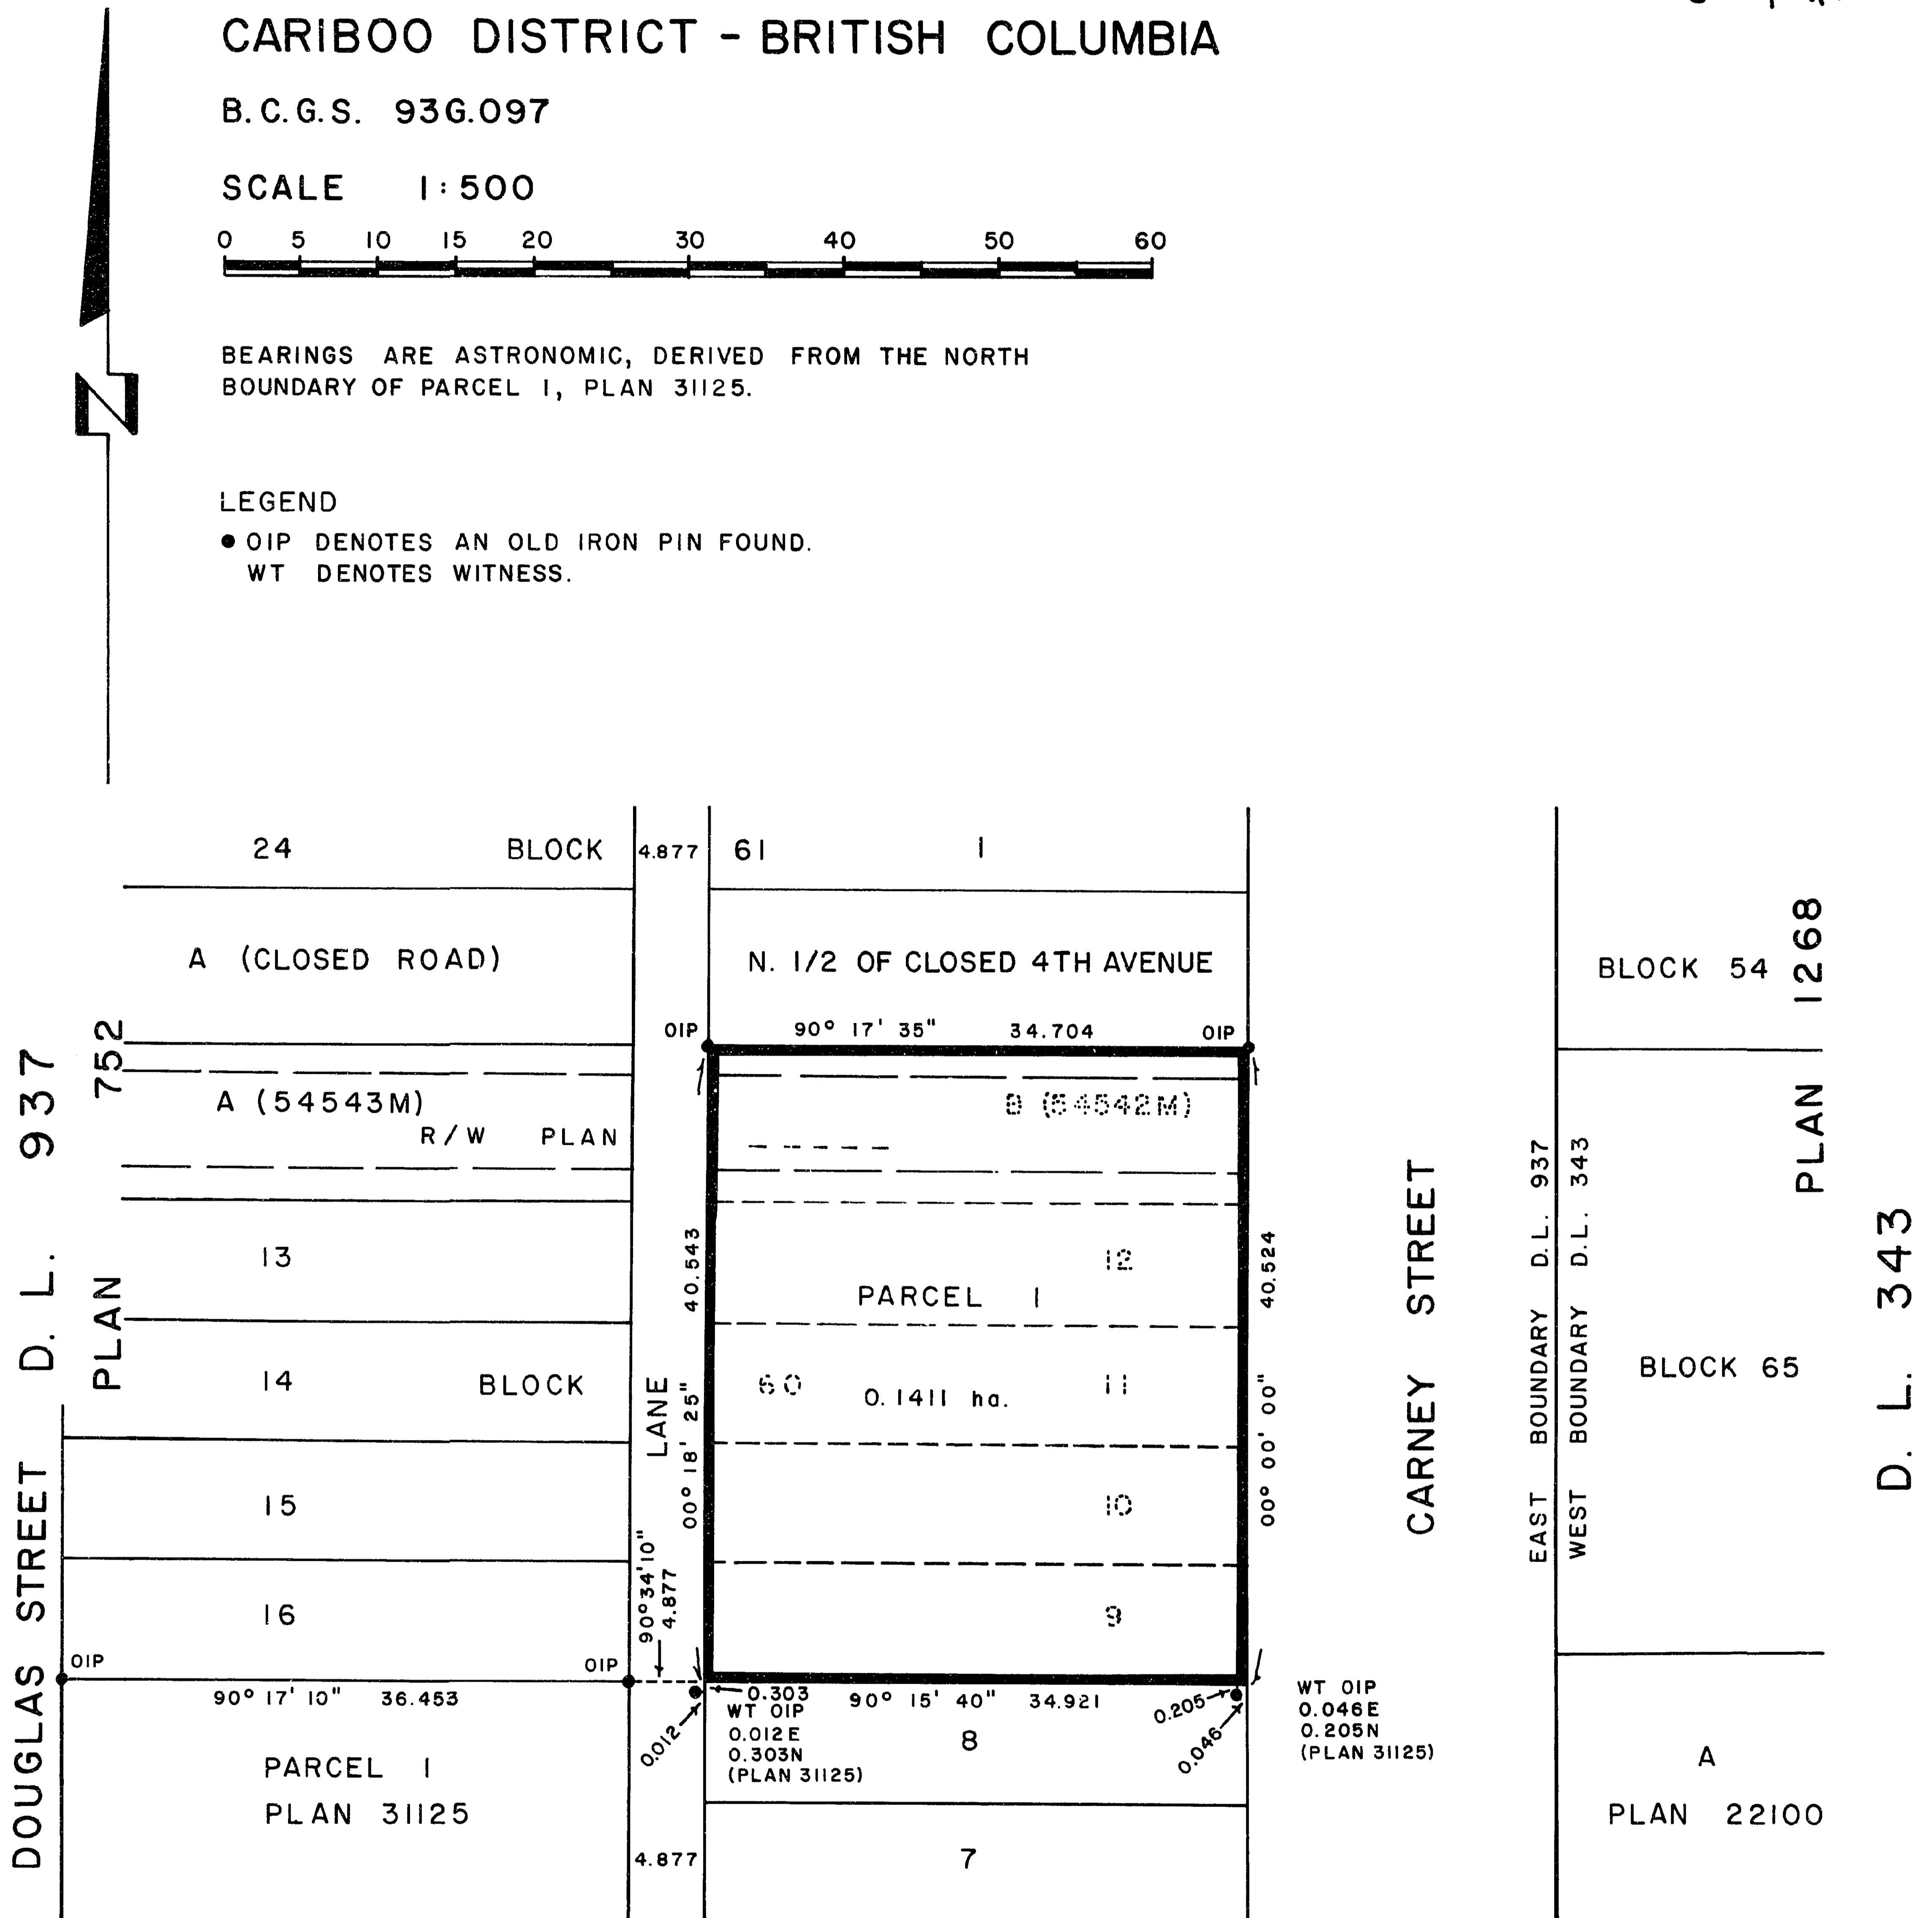 CARIBOO DISTRICT - BRITISH COLUMBIA
B.C.G.S. 93G.097
SCALE 1:500
0 5 10 15 20 30 40 50 60
BEARINGS ARE ASTRONOMIC, DERIVED FROM THE NORTH
BOUNDARY OF PARCEL 1, PLAN 31125.
N
LEGEND
OIP DENOTES AN OLD IRON PIN FOUND.
WT DENOTES WITNESS.
24 BLOCK 4.877 61 1
A (CLOSED ROAD)
N. 1/2 OF CLOSED 4TH AVENUE
BLOCK 54
PLAN 1268
OIP 90° 17' 35" 34.704 OIP
D. L. 937
PLAN 752
A (54543M)
B (54542M)
R/W PLAN
13
12
40.543
40.524
PARCEL 1
14 BLOCK
60
0.1411 ha.
11
LANE
00° 18' 25"
00° 00' 00"
CARNEY STREET
EAST BOUNDARY D.L. 937
WEST BOUNDARY D.L. 343
BLOCK 65
D. L. 343
15
10
16
9
90°34'10"
4.877
DOUGLAS STREET
OIP
OIP
90° 17' 10" 36.453
0.303
90° 15' 40" 34.921
0.205
0.012
0.046
WT OIP
0.012E
0.303N
(PLAN 31125)
8
WT OIP
0.046E
0.205N
(PLAN 31125)
PARCEL 1
PLAN 31125
A
PLAN 22100
4.877
7